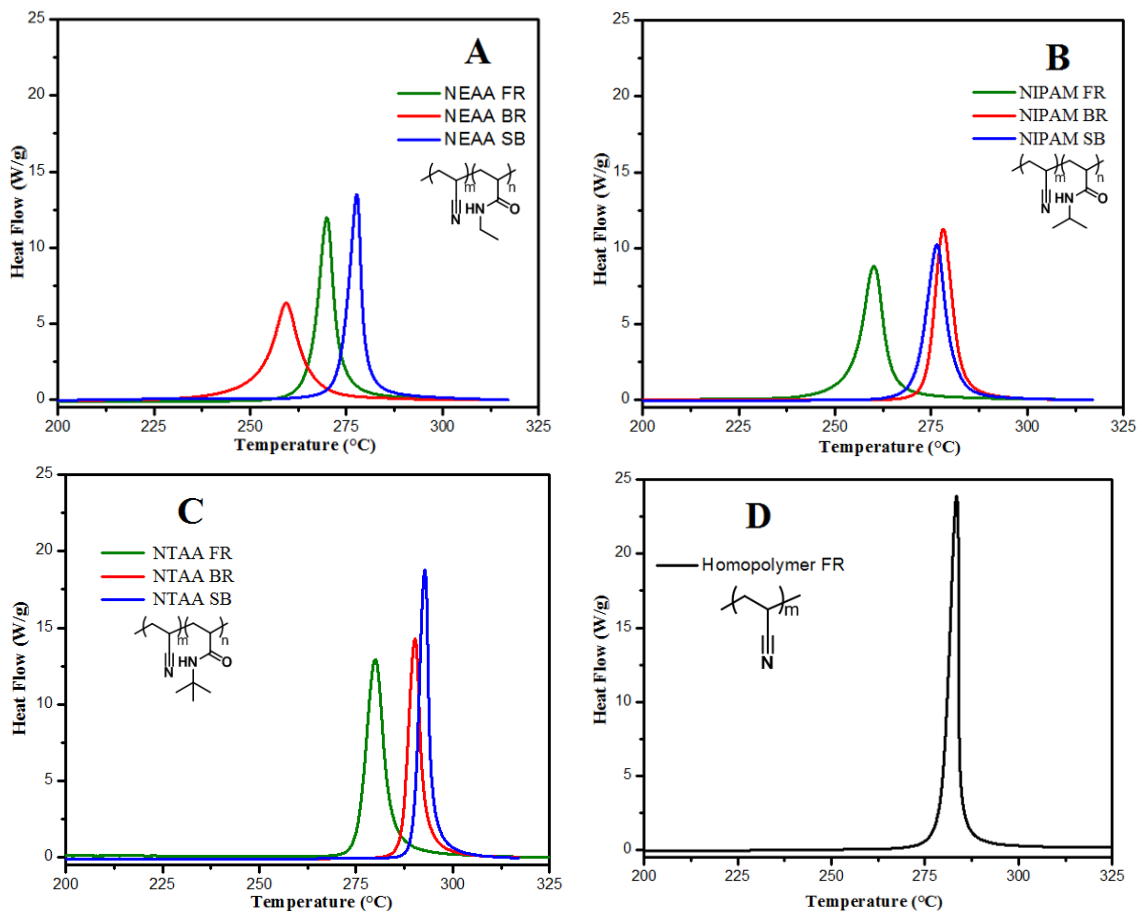 A
NEAA FR
NEAA BR
NEAA SB
m
n
N
HN
O
Heat Flow (W/g)
25
20
15
10
5
0
200
225
250
275
300
325
Temperature (°C)
B
NIPAM FR
NIPAM BR
NIPAM SB
m
n
N
HN
O
Heat Flow (W/g)
25
20
15
10
5
0
200
225
250
275
300
325
Temperature (°C)
C
NTAA FR
NTAA BR
NTAA SB
m
n
N
HN
O
Heat Flow (W/g)
25
20
15
10
5
0
200
225
250
275
300
325
Temperature (°C)
D
Homopolymer FR
m
N
Heat Flow (W/g)
25
20
15
10
5
0
200
225
250
275
300
325
Temperature (°C)